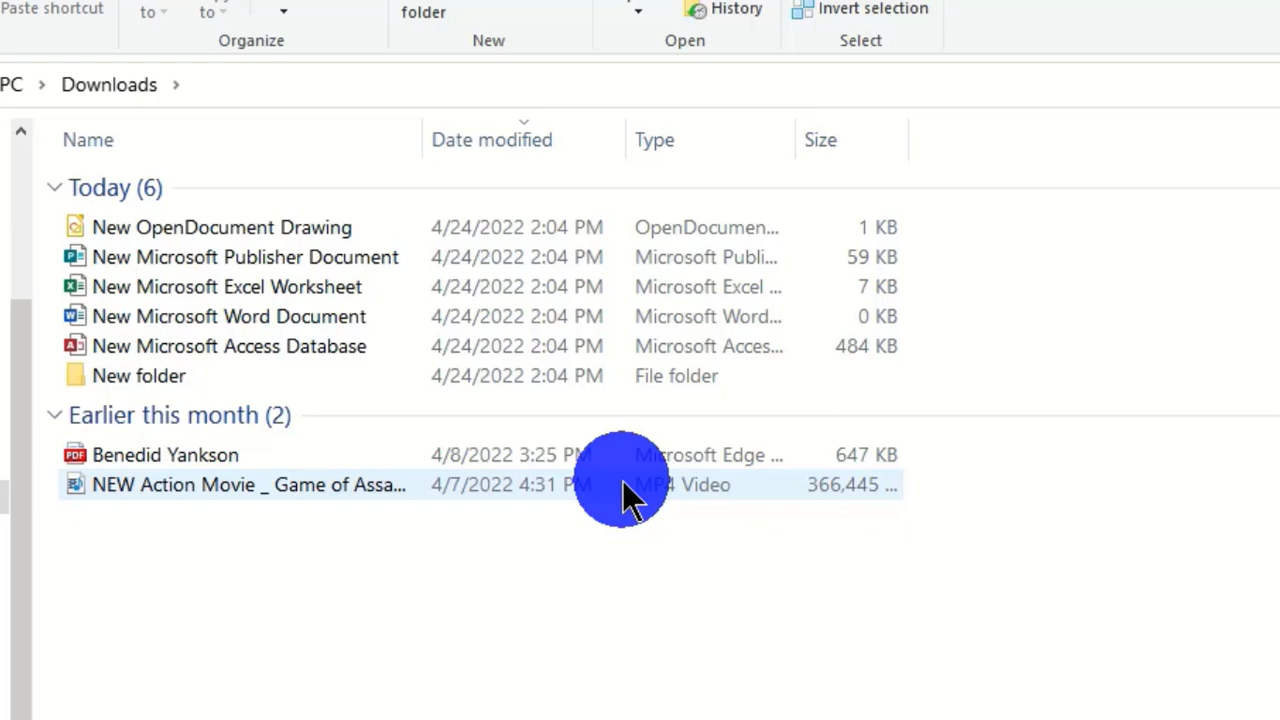 Paste shortcut
to to folder History Invert selection
Organize New Open Select
PC > Downloads >
Name Date modified Type Size
Today (6)
New OpenDocument Drawing 4/24/2022 2:04 PM OpenDocumen... 1 KB
New Microsoft Publisher Document 4/24/2022 2:04 PM Microsoft Publi... 59 KB
New Microsoft Excel Worksheet 4/24/2022 2:04 PM Microsoft Excel ... 7 KB
New Microsoft Word Document 4/24/2022 2:04 PM Microsoft Word... 0 KB
New Microsoft Access Database 4/24/2022 2:04 PM Microsoft Acces... 484 KB
New folder 4/24/2022 2:04 PM File folder
Earlier this month (2)
PDF Benedid Yankson 4/8/2022 3:25 PM Microsoft Edge ... 647 KB
NEW Action Movie _ Game of Assa... 4/7/2022 4:31 PM MP4 Video 366,445 ...